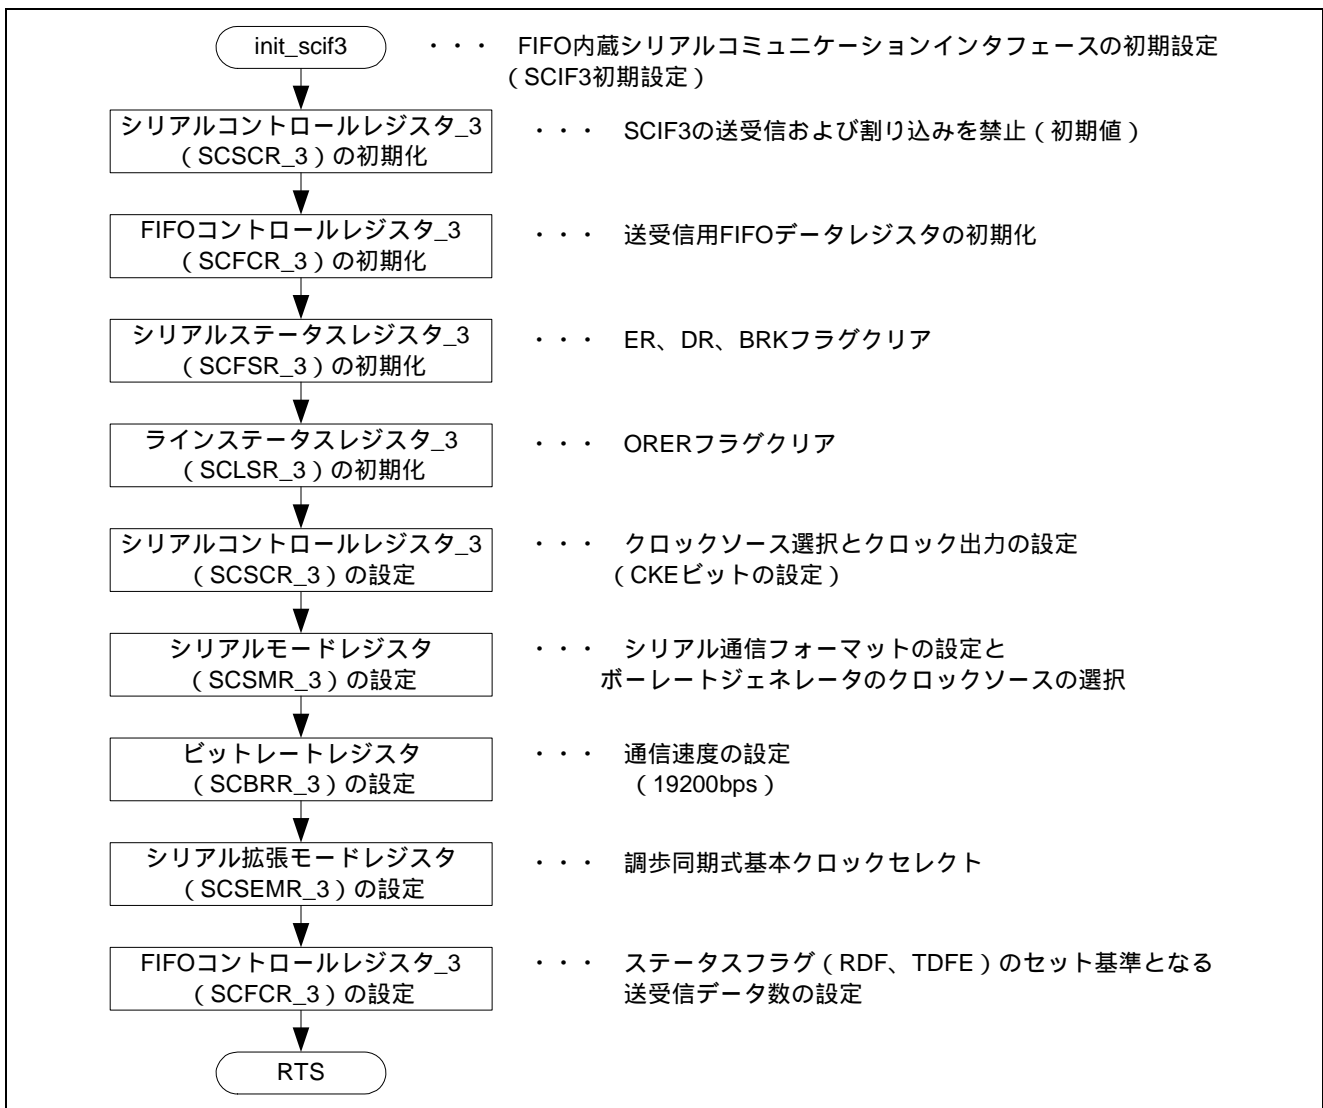 init_scif3 ・・・ FIFO内蔵シリアルコミュニケーションインタフェースの初期設定
（SCIF3初期設定）
シリアルコントロールレジスタ_3 ・・・ SCIF3の送受信および割り込みを禁止（初期値）
（SCSCR_3）の初期化
FIFOコントロールレジスタ_3 ・・・ 送受信用FIFOデータレジスタの初期化
（SCFCR_3）の初期化
シリアルステータスレジスタ_3 ・・・ ER、DR、BRKフラグクリア
（SCFSR_3）の初期化
ラインステータスレジスタ_3 ・・・ ORERフラグクリア
（SCLSR_3）の初期化
シリアルコントロールレジスタ_3 ・・・ クロックソース選択とクロック出力の設定
（SCSCR_3）の設定 （CKEビットの設定）
シリアルモードレジスタ ・・・ シリアル通信フォーマットの設定と
（SCSMR_3）の設定 ボーレートジェネレータのクロックソースの選択
ビットレートレジスタ ・・・ 通信速度の設定
（SCBRR_3）の設定 （19200bps）
シリアル拡張モードレジスタ ・・・ 調歩同期式基本クロックセレクト
（SCSEMR_3）の設定
FIFOコントロールレジスタ_3 ・・・ ステータスフラグ（RDF、TDFE）のセット基準となる
（SCFCR_3）の設定 送受信データ数の設定
RTS